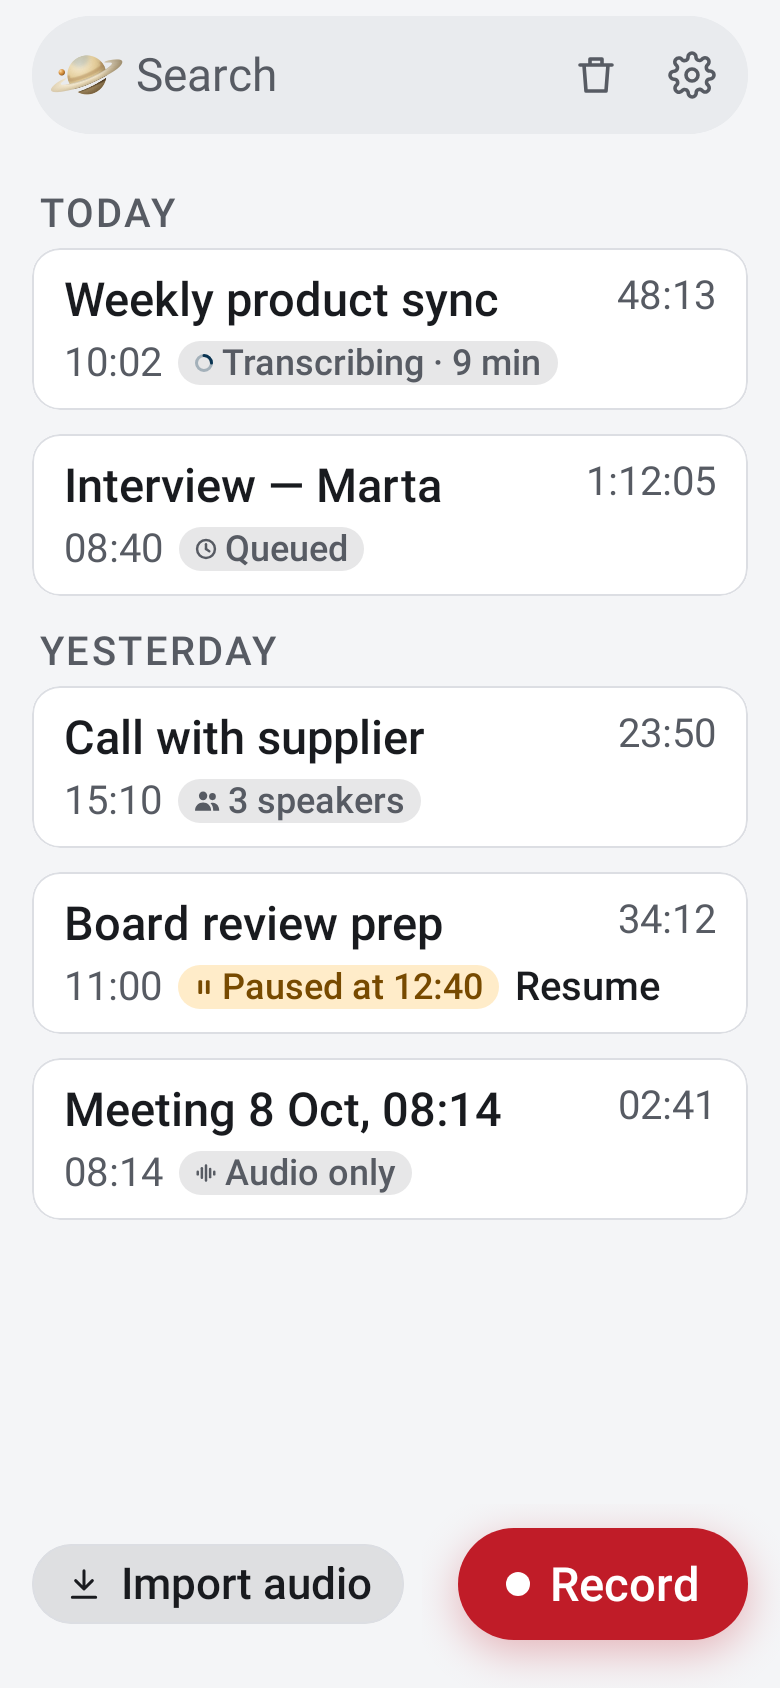 Search
TODAY
Weekly product sync 48:13
10:02 Transcribing · 9 min
Interview — Marta 1:12:05
08:40 Queued
YESTERDAY
Call with supplier 23:50
15:10 3 speakers
Board review prep 34:12
11:00 Paused at 12:40 Resume
Meeting 8 Oct, 08:14 02:41
08:14 Audio only
Import audio Record